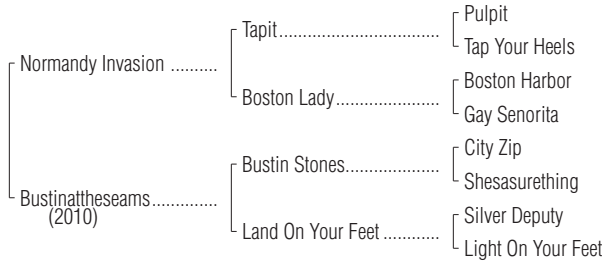 Pulpit
Tapit
Tap Your Heels
Normandy Invasion
Boston Harbor
Boston Lady
Gay Senorita
City Zip
Bustin Stones
Shesasurething
Bustinattheseams
(2010)
Silver Deputy
Land On Your Feet
Light On Your Feet